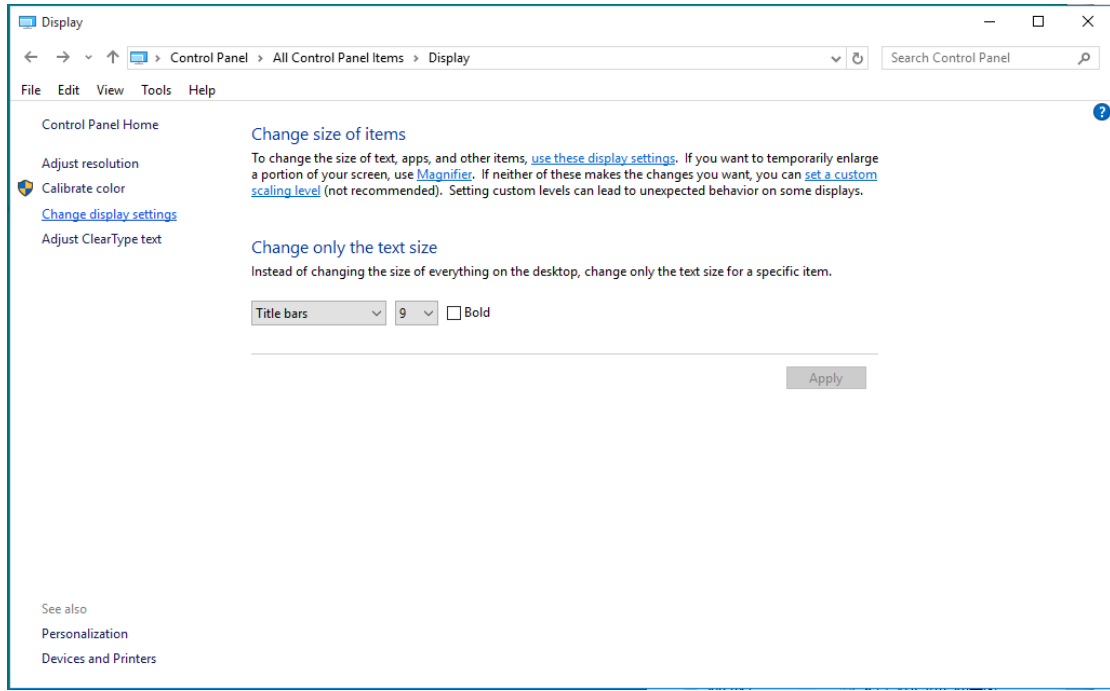 Display
Control Panel > All Control Panel Items > Display
Search Control Panel
File Edit View Tools Help
Control Panel Home
Adjust resolution
Calibrate color
Change display settings
Adjust ClearType text
Change size of items
To change the size of text, apps, and other items, use these display settings. If you want to temporarily enlarge
a portion of your screen, use Magnifier. If neither of these makes the changes you want, you can set a custom
scaling level (not recommended). Setting custom levels can lead to unexpected behavior on some displays.
Change only the text size
Instead of changing the size of everything on the desktop, change only the text size for a specific item.
Title bars 9 Bold
Apply
See also
Personalization
Devices and Printers